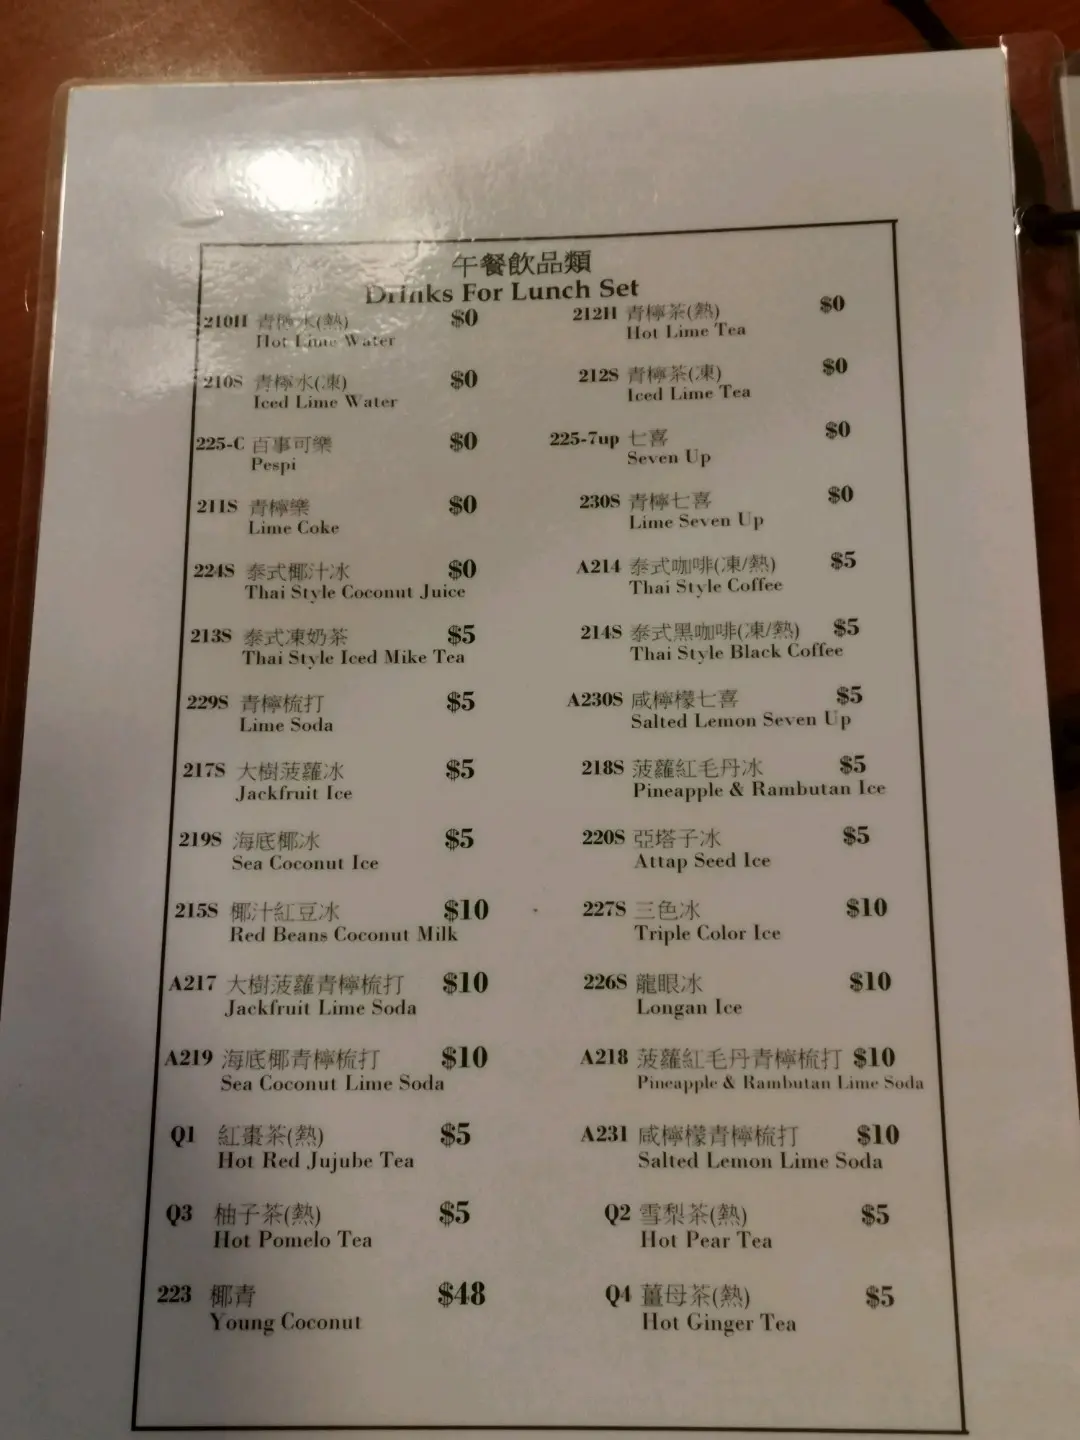 午餐飲品類
Drinks For Lunch Set
210H 青檸水(熱) $0
Hot Lime Water
212H 青檸茶(熱) $0
Hot Lime Tea
210S 青檸水(凍) $0
Iced Lime Water
212S 青檸茶(凍) $0
Iced Lime Tea
225-C 百事可樂 $0
Pespi
225-7up 七喜 $0
Seven Up
211S 青檸樂 $0
Lime Coke
230S 青檸七喜 $0
Lime Seven Up
224S 泰式椰汁冰 $0
Thai Style Coconut Juice
A214 泰式咖啡(凍/熱) $5
Thai Style Coffee
213S 泰式凍奶茶 $5
Thai Style Iced Mike Tea
214S 泰式黑咖啡(凍/熱) $5
Thai Style Black Coffee
229S 青檸梳打 $5
Lime Soda
A230S 咸檸檬七喜 $5
Salted Lemon Seven Up
217S 大樹菠蘿冰 $5
Jackfruit Ice
218S 菠蘿紅毛丹冰 $5
Pineapple & Rambutan Ice
219S 海底椰冰 $5
Sea Coconut Ice
220S 亞塔子冰 $5
Attap Seed Ice
215S 椰汁紅豆冰 $10
Red Beans Coconut Milk
227S 三色冰 $10
Triple Color Ice
A217 大樹菠蘿青檸梳打 $10
Jackfruit Lime Soda
226S 龍眼冰 $10
Longan Ice
A219 海底椰青檸梳打 $10
Sea Coconut Lime Soda
A218 菠蘿紅毛丹青檸梳打 $10
Pineapple & Rambutan Lime Soda
Q1 紅棗茶(熱) $5
Hot Red Jujube Tea
A231 咸檸檬青檸梳打 $10
Salted Lemon Lime Soda
Q3 柚子茶(熱) $5
Hot Pomelo Tea
Q2 雪梨茶(熱) $5
Hot Pear Tea
223 椰青 $48
Young Coconut
Q4 薑母茶(熱) $5
Hot Ginger Tea